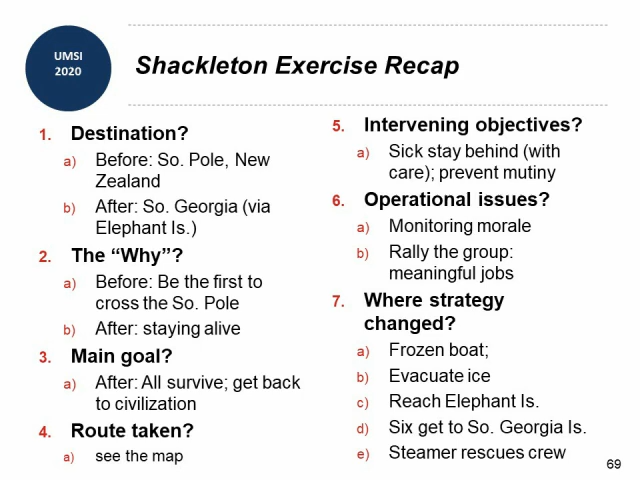 UMSI
2020
Shackleton Exercise Recap
1. Destination?
a) Before: So. Pole, New
Zealand
b) After: So. Georgia (via
Elephant Is.)
2. The “Why”?
a) Before: Be the first to
cross the So. Pole
b) After: staying alive
3. Main goal?
a) After: All survive; get back
to civilization
4. Route taken?
a) see the map
5. Intervening objectives?
a) Sick stay behind (with
care); prevent mutiny
6. Operational issues?
a) Monitoring morale
b) Rally the group:
meaningful jobs
7. Where strategy
changed?
a) Frozen boat;
b) Evacuate ice
c) Reach Elephant Is.
d) Six get to So. Georgia Is.
e) Steamer rescues crew
69